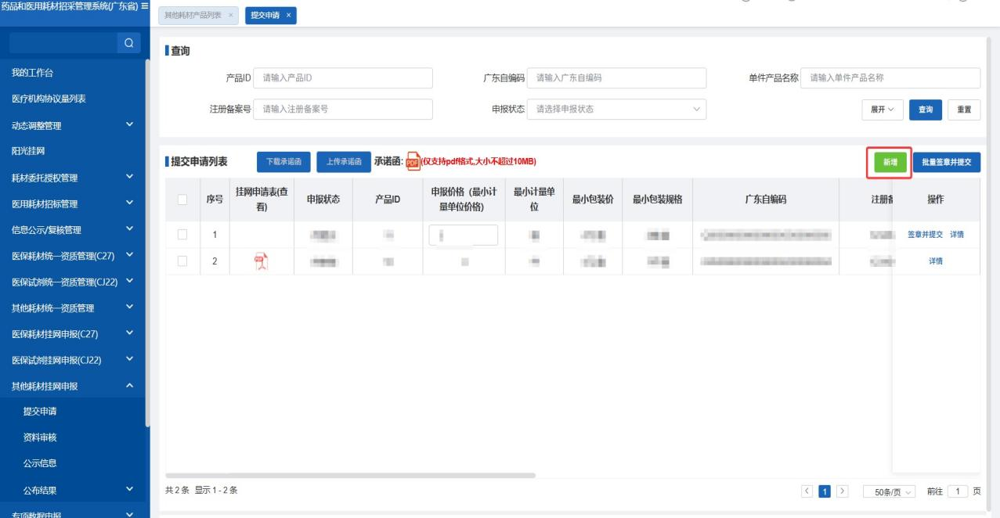 药品和医用耗材招采管理系统(广东省)
其他耗材产品列表 ×
提交申请 ×
我的工作台
医疗机构协议量列表
动态调整管理
阳光挂网
耗材委托授权管理
医用耗材招标管理
信息公示/复核管理
医保耗材统一资质管理(C27)
医保试剂统一资质管理(CJ22)
其他耗材统一资质管理
医保耗材挂网申报(C27)
医保试剂挂网申报(CJ22)
其他耗材挂网申报
提交申请
资料审核
公示信息
公布结果
专项数据申报
查询
产品ID 请输入产品ID 广东自编码 请输入广东自编码 单件产品名称 请输入单件产品名称
注册备案号 请输入注册备案号 申报状态 请选择申报状态 展开 查询 重置
提交申请列表 下载承诺函 上传承诺函 承诺函: PDF (仅支持pdf格式,大小不超过10MB) 新增 批量签章并提交
序号 挂网申请表(查看) 申报状态 产品ID 申报价格（最小计量单位价格) 最小计量单位 最小包装价 最小包装规格 广东自编码 注册备 操作
1 签章并提交 详情
2 详情
共 2 条 显示 1 - 2 条 1 50条/页 前往 1 页